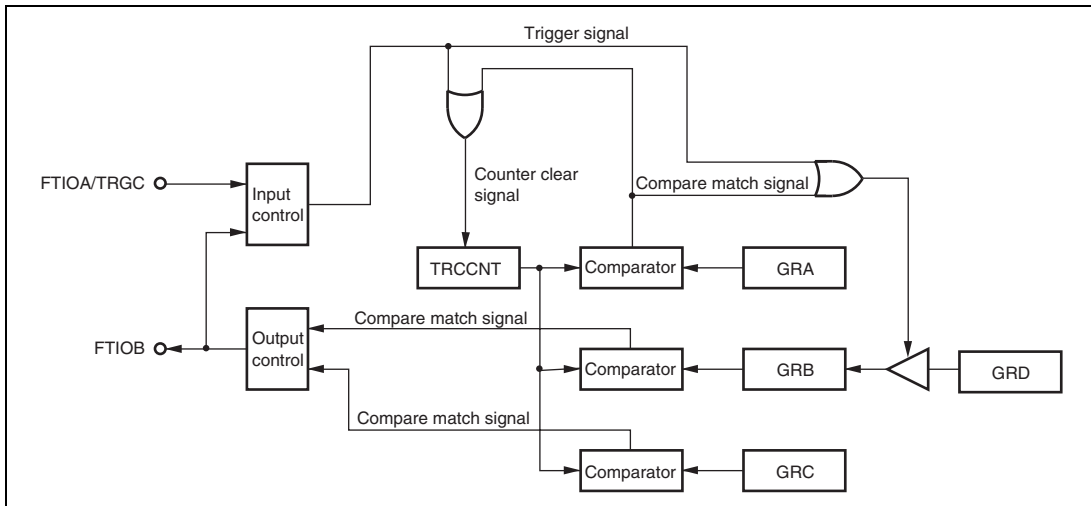 Trigger signal
FTIOA/TRGC
Input
control
Counter clear
signal
Compare match signal
TRCCNT
Comparator
GRA
FTIOB
Output
control
Compare match signal
Comparator
GRB
GRD
Compare match signal
Comparator
GRC